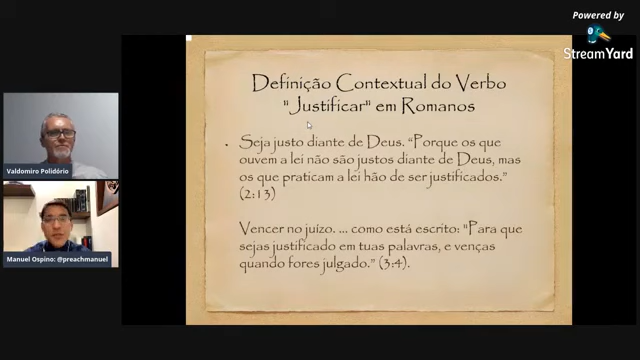 Powered by
StreamYard
Definição Contextual do Verbo
"Justificar" em Romanos
Seja justo diante de Deus. "Porque os que
ouvem a lei não são justos diante de Deus, mas
os que praticam a lei hão de ser justificados."
(2:13)
Vencer no juízo. ... como está escrito: "Para que
sejas justificado em tuas palavras, e venças
quando fores julgado." (3:4).
Valdomiro Polidório
Manuel Ospino: @preachmanuel